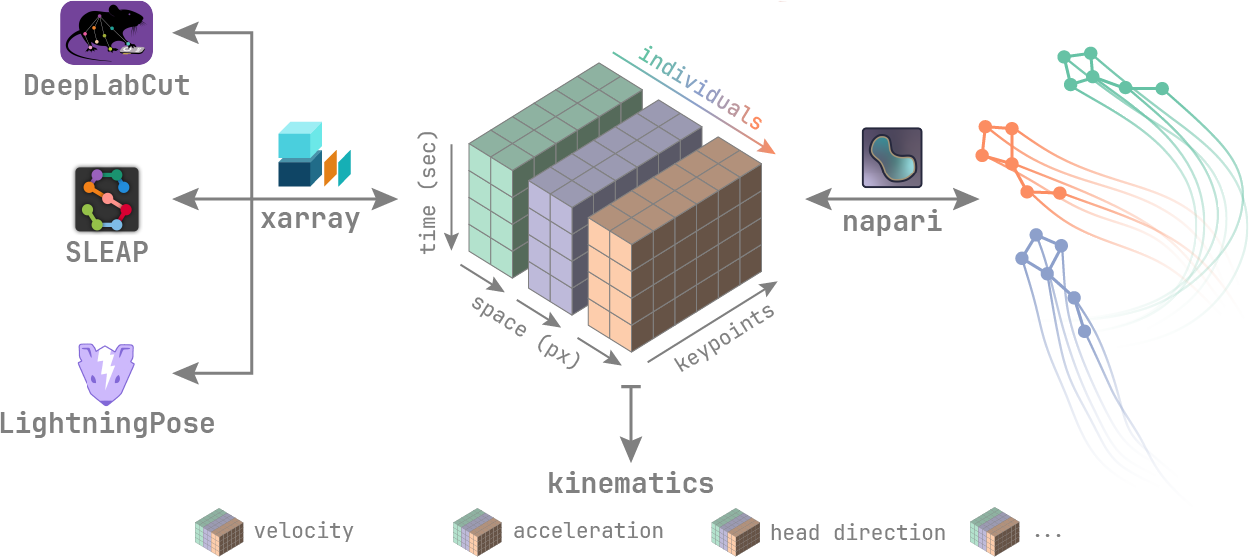 DeepLabCut
SLEAP
LightningPose
xarray
individuals
time (sec)
space (px)
keypoints
napari
kinematics
velocity
acceleration
head direction
...